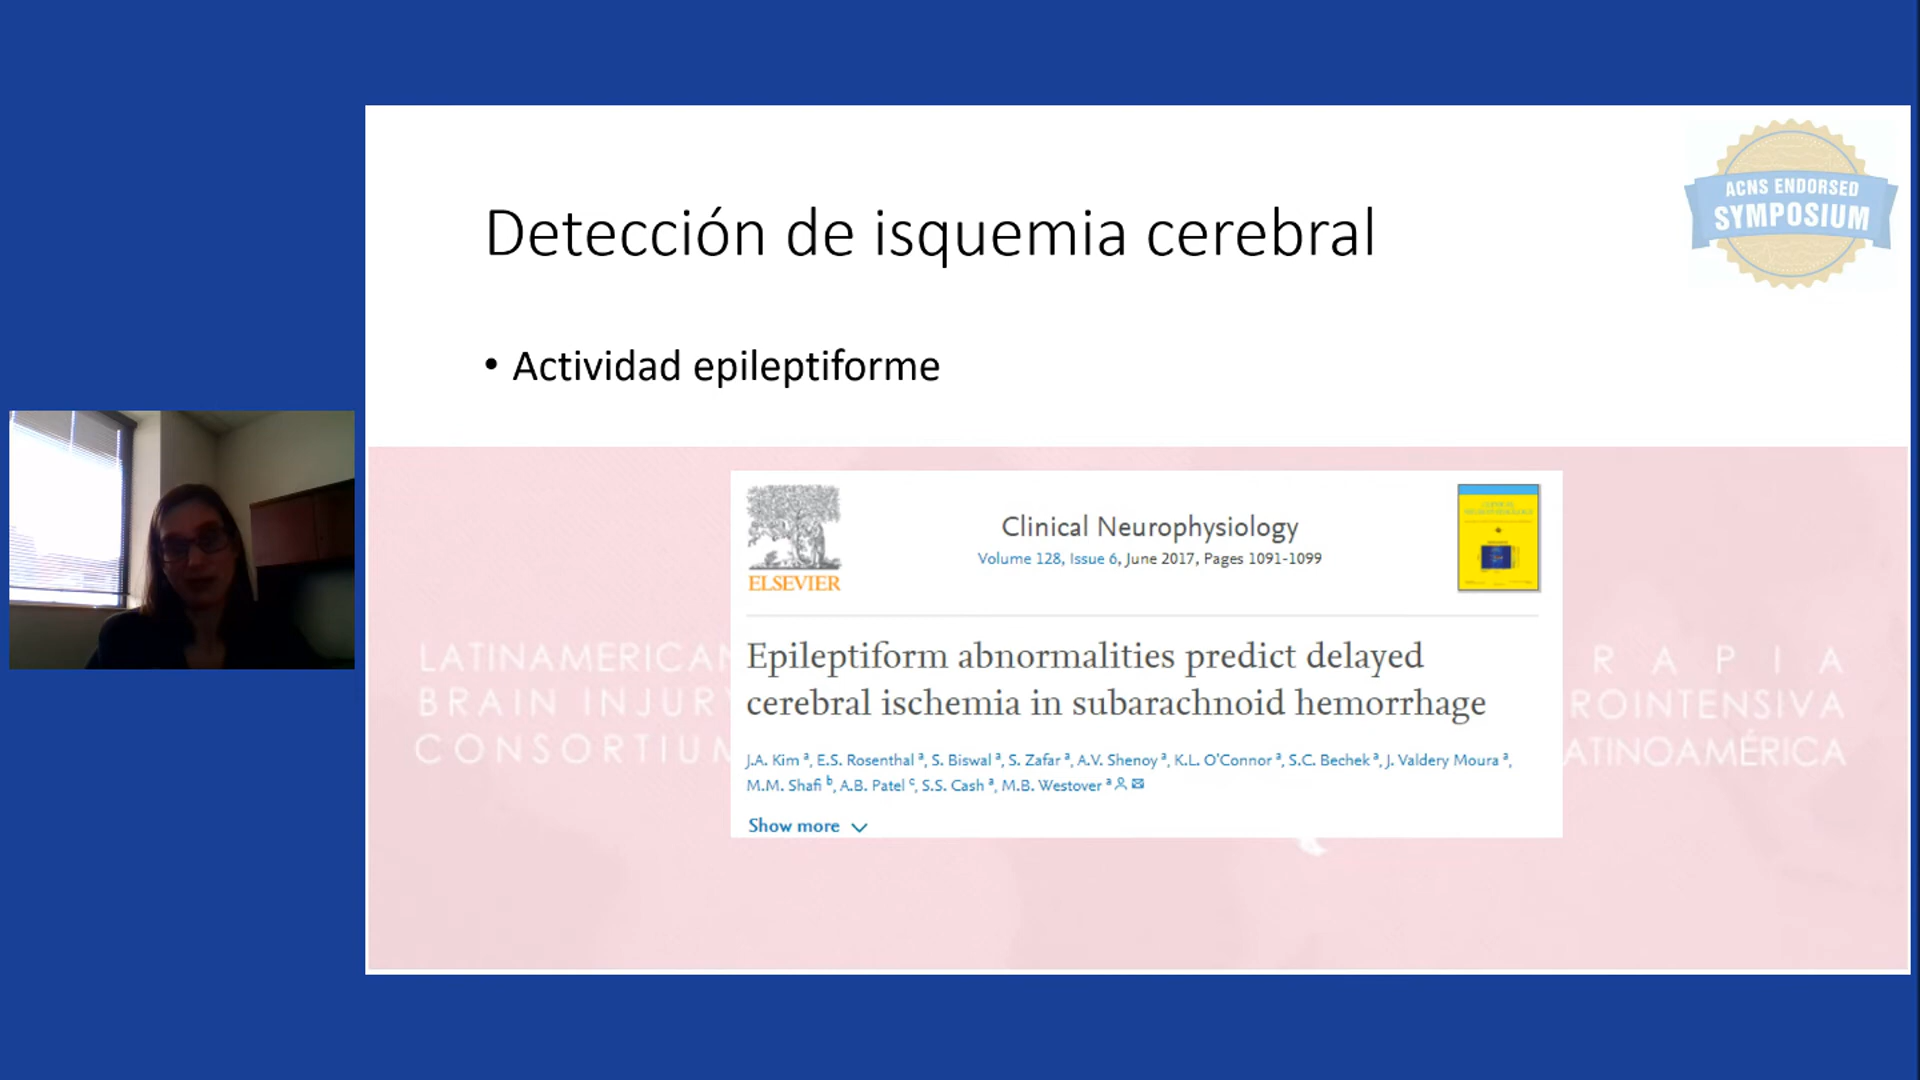 ACNS ENDORSED
SYMPOSIUM
Detección de isquemia cerebral
• Actividad epileptiforme
ELSEVIER
Clinical Neurophysiology
Volume 128, Issue 6, June 2017, Pages 1091-1099
Epileptiform abnormalities predict delayed
cerebral ischemia in subarachnoid hemorrhage
J.A. Kim ᵃ, E.S. Rosenthal ᵃ, S. Biswal ᵃ, S. Zafar ᵃ, A.V. Shenoy ᵃ, K.L. O'Connor ᵃ, S.C. Bechek ᵃ, J. Valdery Moura ᵃ,
M.M. Shafi ᵇ, A.B. Patel ᶜ, S.S. Cash ᵃ, M.B. Westover ᵃ
Show more
LATINAMERICAN
BRAIN INJURY
CONSORTIUM
RAPIA
ROINTENSIVA
ATINOAMÉRICA